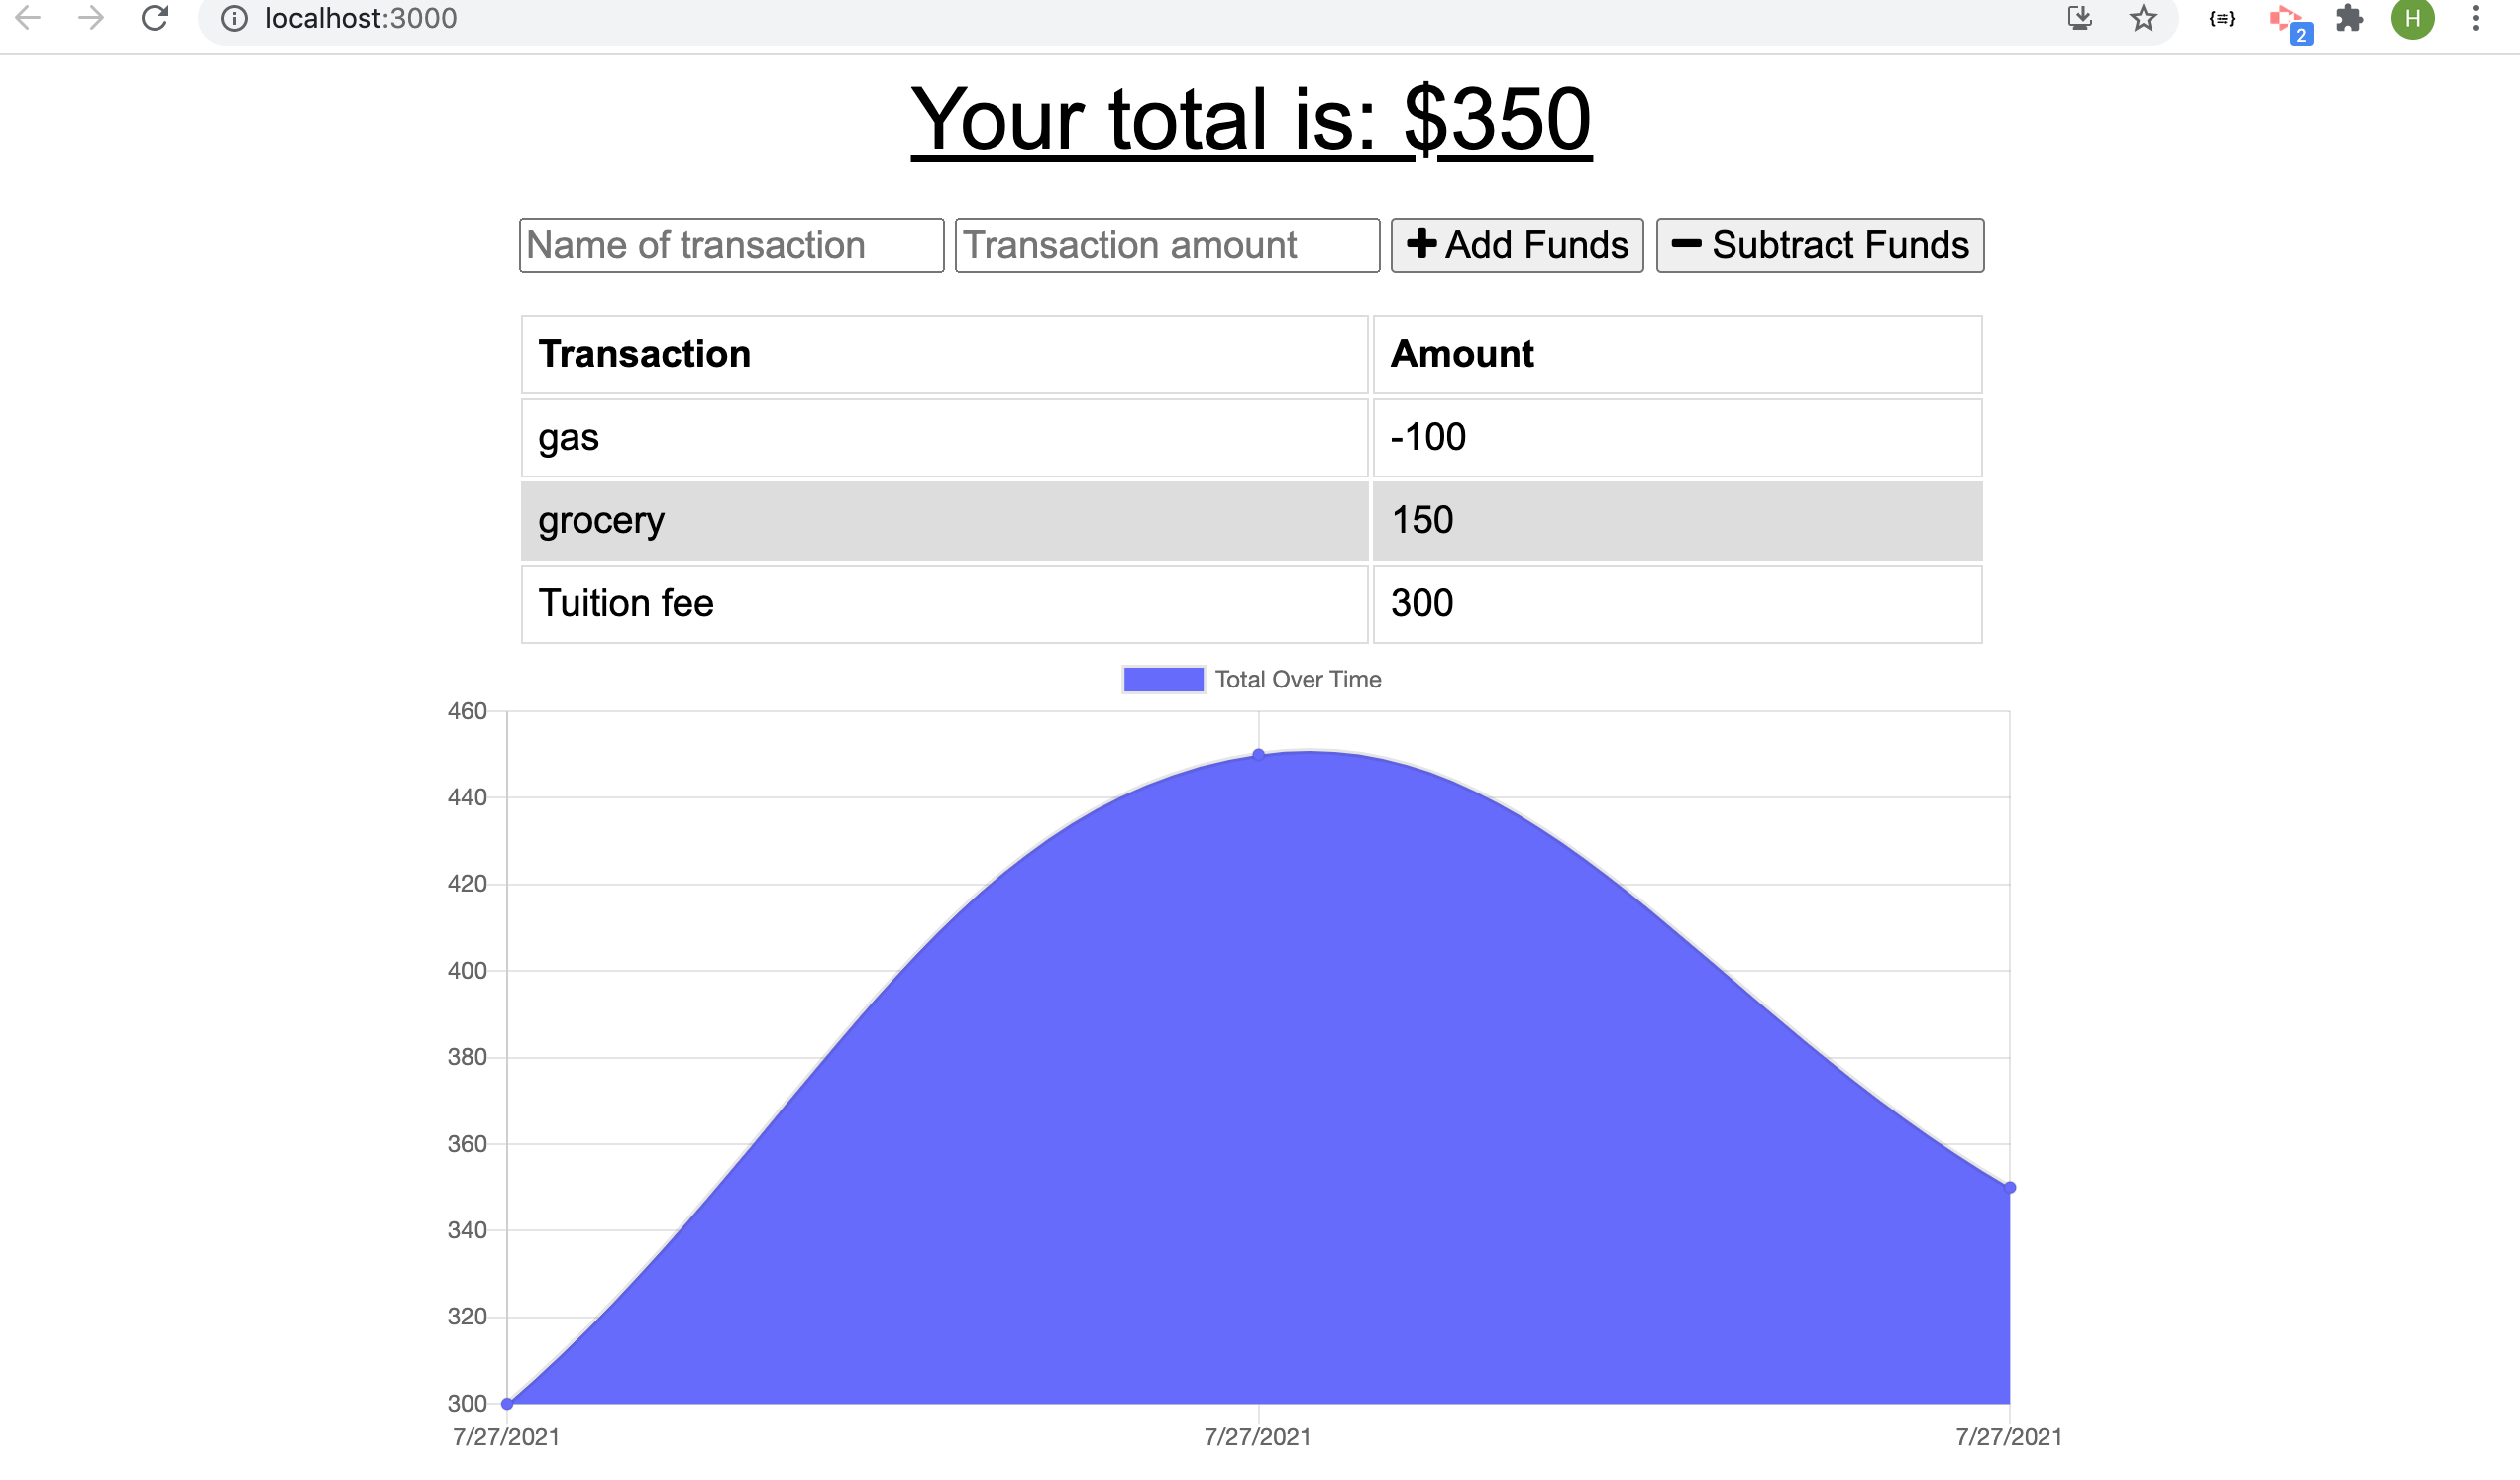 localhost:3000
2
H
Your total is: $350
Name of transaction Transaction amount Add Funds Subtract Funds
Transaction Amount
gas -100
grocery 150
Tuition fee 300
Total Over Time
460
440
420
400
380
360
340
320
300
7/27/2021 7/27/2021 7/27/2021